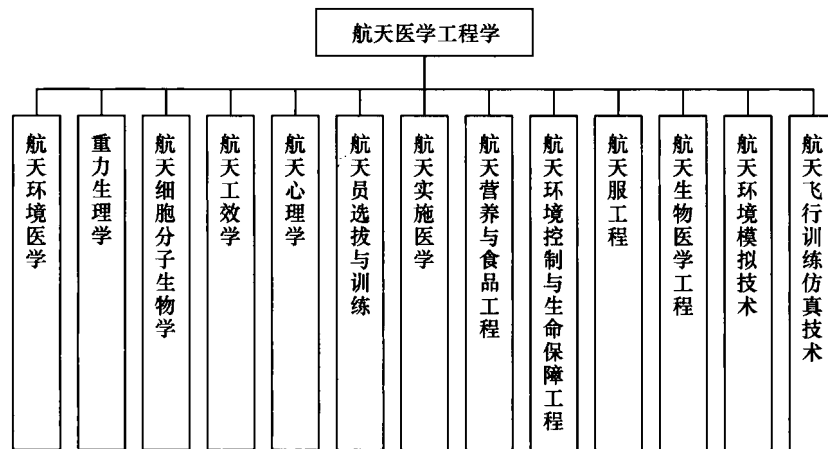 航天医学工程学
航天环境医学
重力生理学
航天细胞分子生物学
航天工效学
航天心理学
航天员选拔与训练
航天实施医学
航天营养与食品工程
航天环境控制与生命保障工程
航天服工程
航天生物医学工程
航天环境模拟技术
航天飞行训练仿真技术